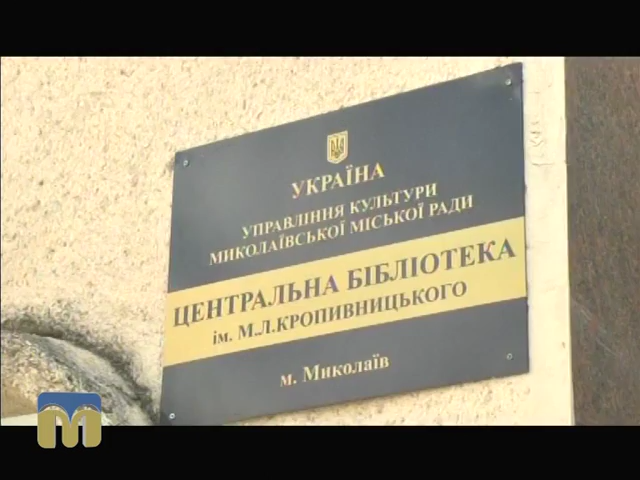 УКРАЇНА
УПРАВЛІННЯ КУЛЬТУРИ
МИКОЛАЇВСЬКОЇ МІСЬКОЇ РАДИ
ЦЕНТРАЛЬНА БІБЛІОТЕКА
ім. М.Л.КРОПИВНИЦЬКОГО
м. Миколаїв
М